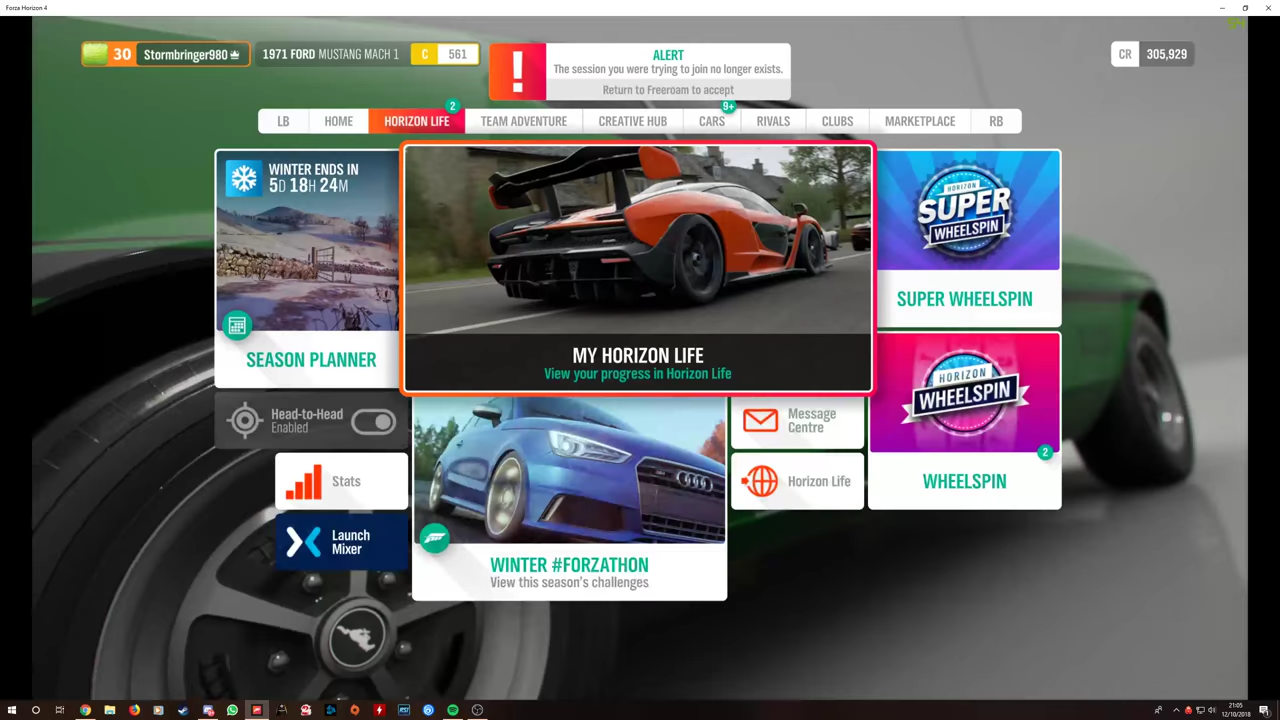 Forza Horizon 4
30 Stormbringer980
1971 FORD MUSTANG MACH 1 C 561
ALERT
The session you were trying to join no longer exists.
Return to Freeroam to accept
CR 305,929
2
9+
LB HOME HORIZON LIFE TEAM ADVENTURE CREATIVE HUB CARS RIVALS CLUBS MARKETPLACE RB
WINTER ENDS IN
5D 18H 24M
SEASON PLANNER
MY HORIZON LIFE
View your progress in Horizon Life
HORIZON
SUPER
WHEELSPIN
SUPER WHEELSPIN
Head-to-Head
Enabled
Stats
Launch
Mixer
WINTER #FORZATHON
View this season's challenges
Message
Centre
Horizon Life
HORIZON
WHEELSPIN
2
WHEELSPIN
21:05
12/10/2018